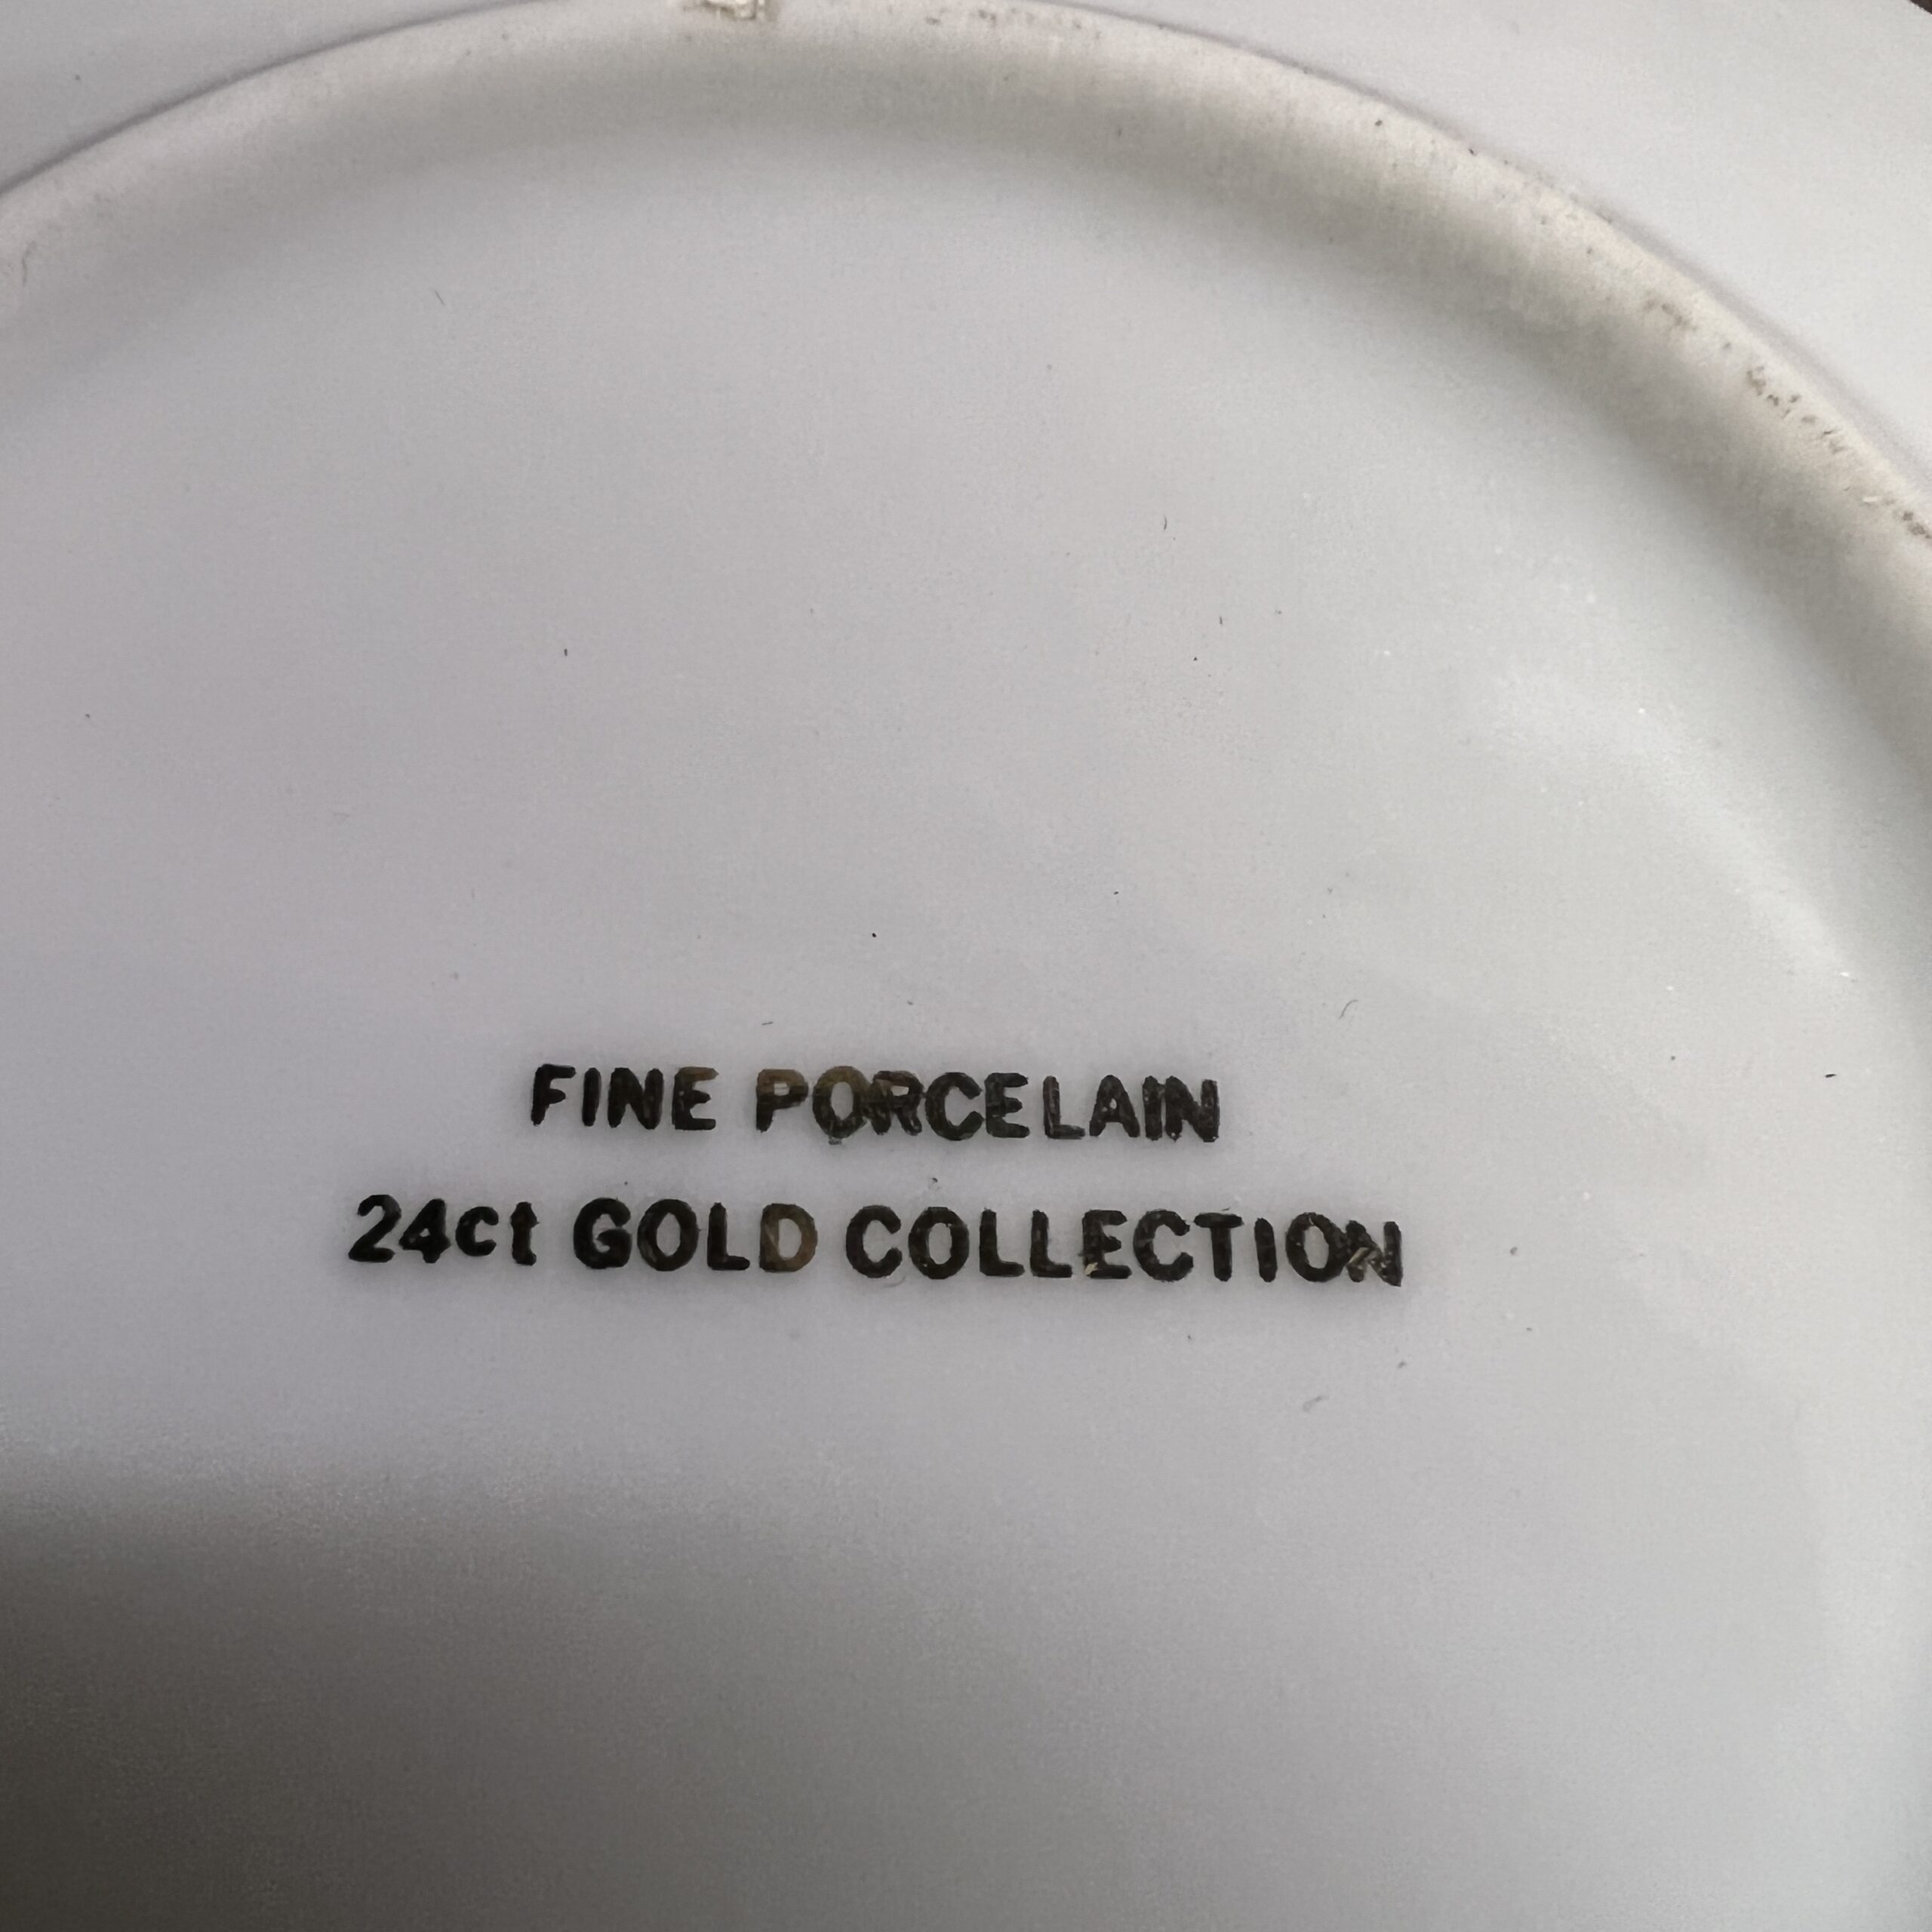 FINE PORCELAIN
24ct GOLD COLLECTION